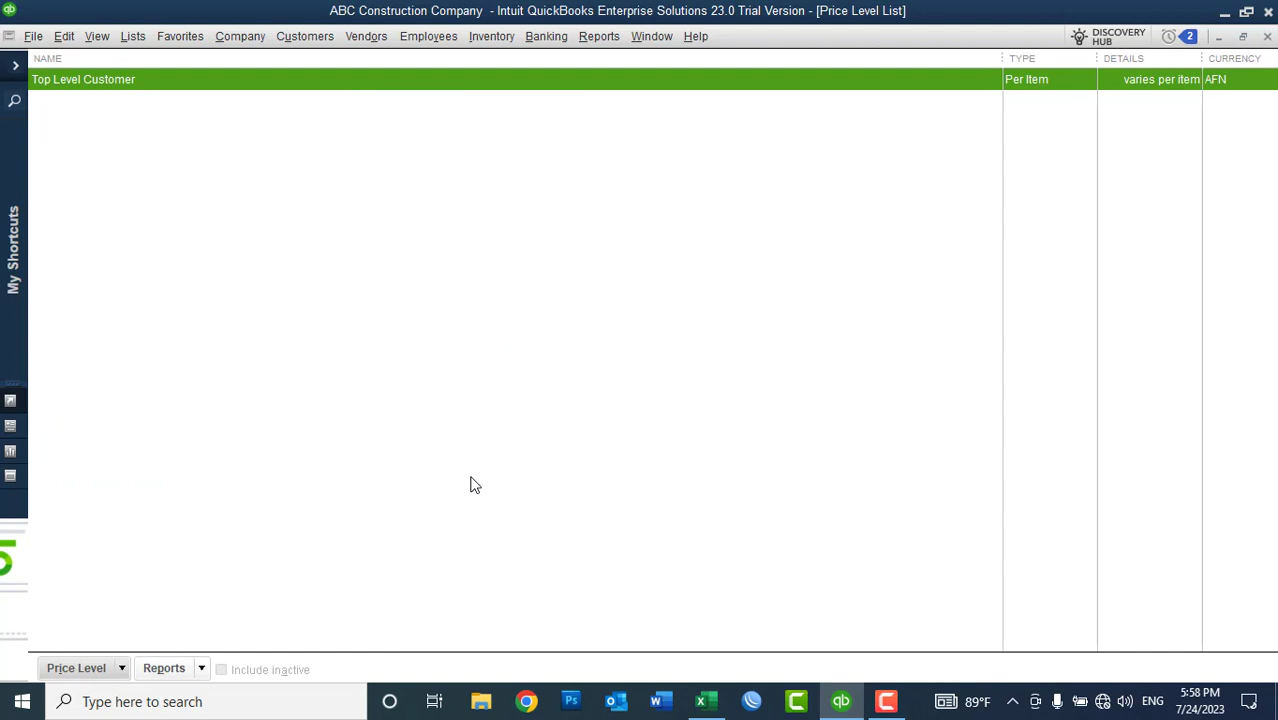 ABC Construction Company - Intuit QuickBooks Enterprise Solutions 23.0 Trial Version - [Price Level List]
File Edit View Lists Favorites Company Customers Vendors Employees Inventory Banking Reports Window Help DISCOVERY HUB 2
NAME TYPE DETAILS CURRENCY
Top Level Customer Per Item varies per item AFN
My Shortcuts
Price Level Reports Include inactive
Type here to search 89°F ENG 5:58 PM
7/24/2023